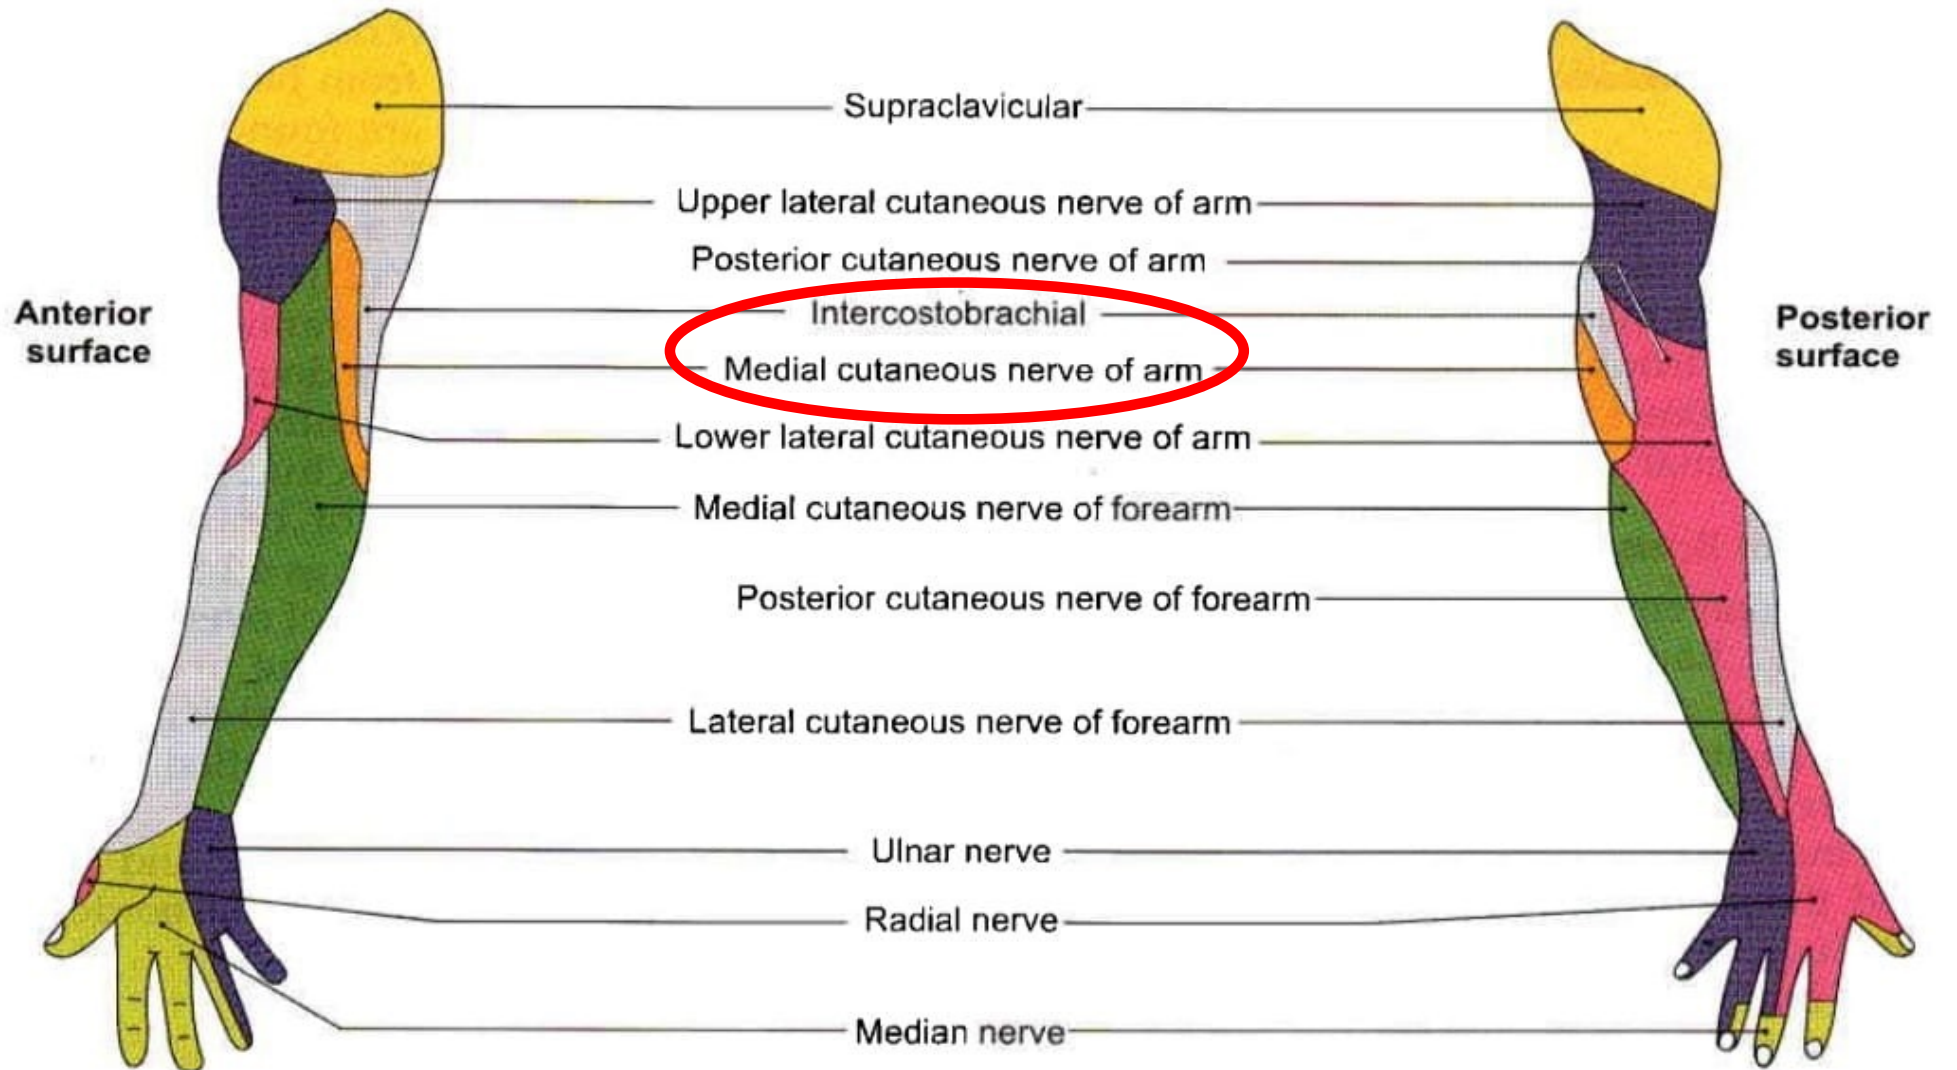 Supraclavicular
Upper lateral cutaneous nerve of arm
Posterior cutaneous nerve of arm
Anterior
surface
Intercostobrachial
Posterior
surface
Medial cutaneous nerve of arm
Lower lateral cutaneous nerve of arm
Medial cutaneous nerve of forearm
Posterior cutaneous nerve of forearm
Lateral cutaneous nerve of forearm
Ulnar nerve
Radial nerve
Median nerve